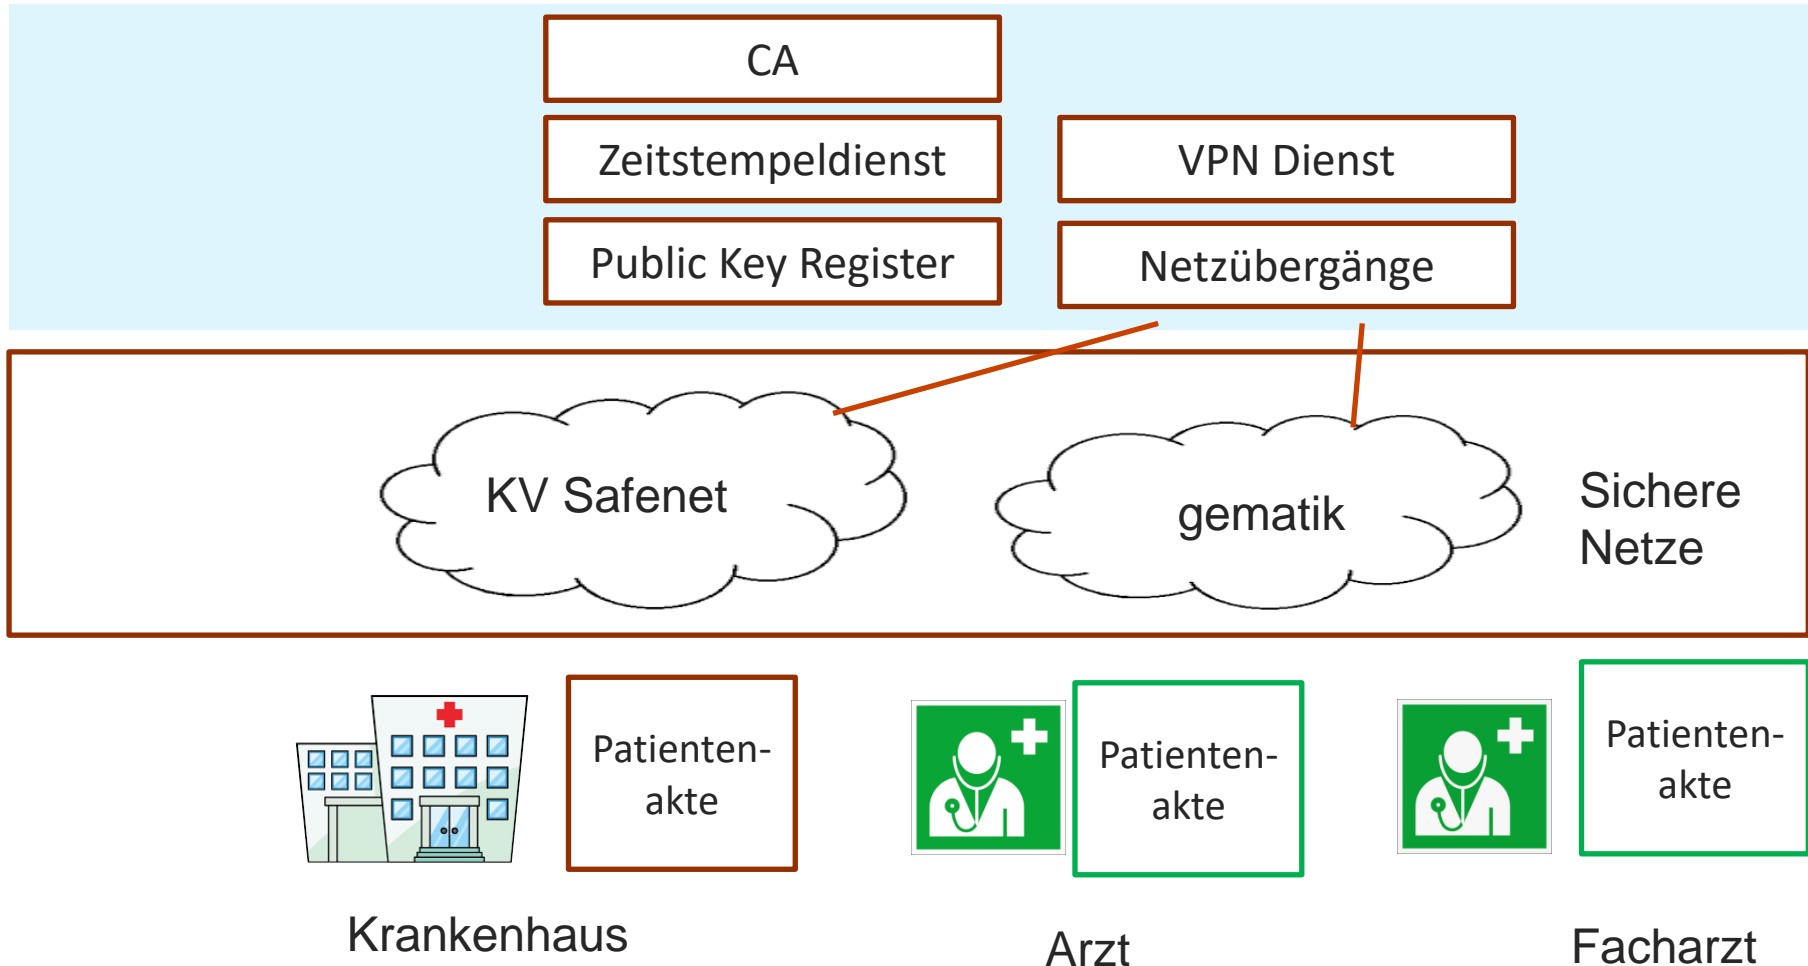 CA
Zeitstempeldienst
VPN Dienst
Public Key Register
Netzübergänge
KV Safenet
gematik
Sichere
Netze
Patienten-
akte
Patienten-
akte
Patienten-
akte
Krankenhaus
Arzt
Facharzt